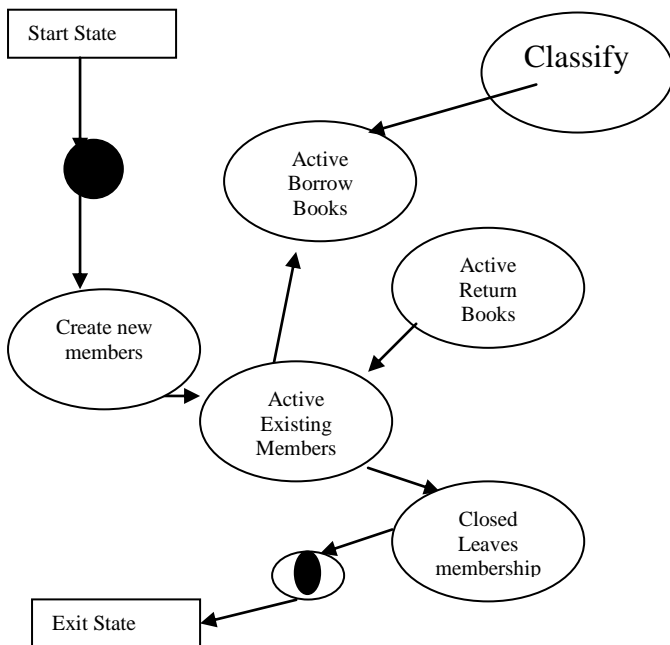 Start State
Classify
Active
Borrow
Books
Active
Return
Books
Create new
members
Active
Existing
Members
Closed
Leaves
membership
Exit State